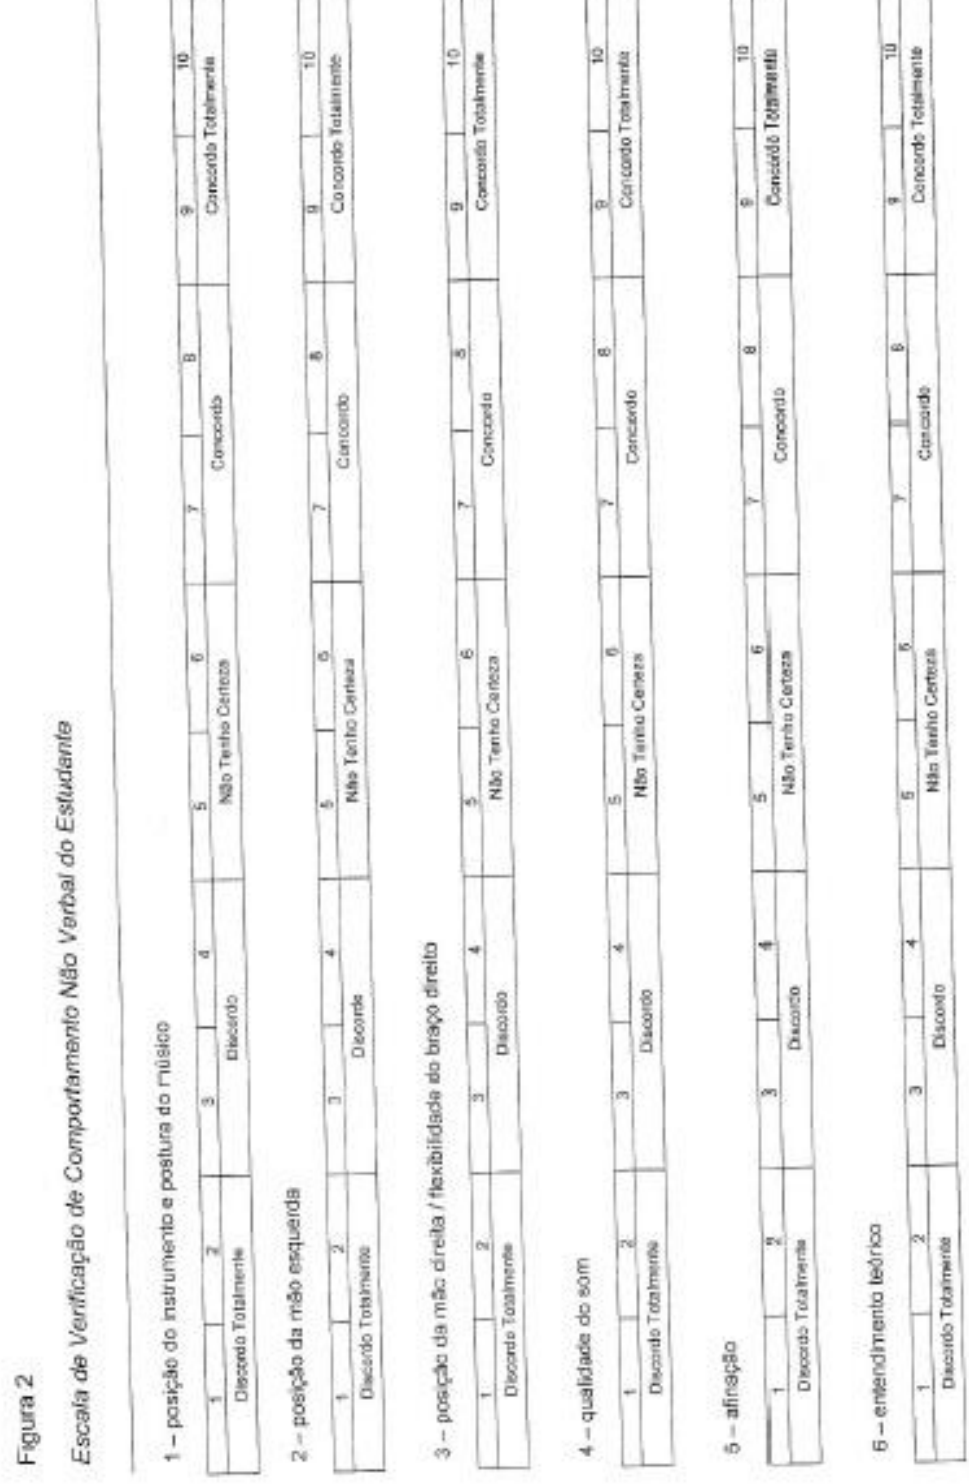 Figura 2
Escala de Verificação de Comportamento Não Verbal do Estudante
1 – posição do instrumento e postura do músico
1 2 3 4 5 6 7 8 9 10
Discordo Totalmente Discordo Não Tenho Certeza Concordo Concordo Totalmente
2 – posição da mão esquerda
1 2 3 4 5 6 7 8 9 10
Discordo Totalmente Discordo Não Tenho Certeza Concordo Concordo Totalmente
3 – posição da mão direita / flexibilidade do braço direito
1 2 3 4 5 6 7 8 9 10
Discordo Totalmente Discordo Não Tenho Certeza Concordo Concordo Totalmente
4 – qualidade do som
1 2 3 4 5 6 7 8 9 10
Discordo Totalmente Discordo Não Tenho Certeza Concordo Concordo Totalmente
5 – afinação
1 2 3 4 5 6 7 8 9 10
Discordo Totalmente Discordo Não Tenho Certeza Concordo Concordo Totalmente
6 – entendimento teórico
1 2 3 4 5 6 7 8 9 10
Discordo Totalmente Discordo Não Tenho Certeza Concordo Concordo Totalmente